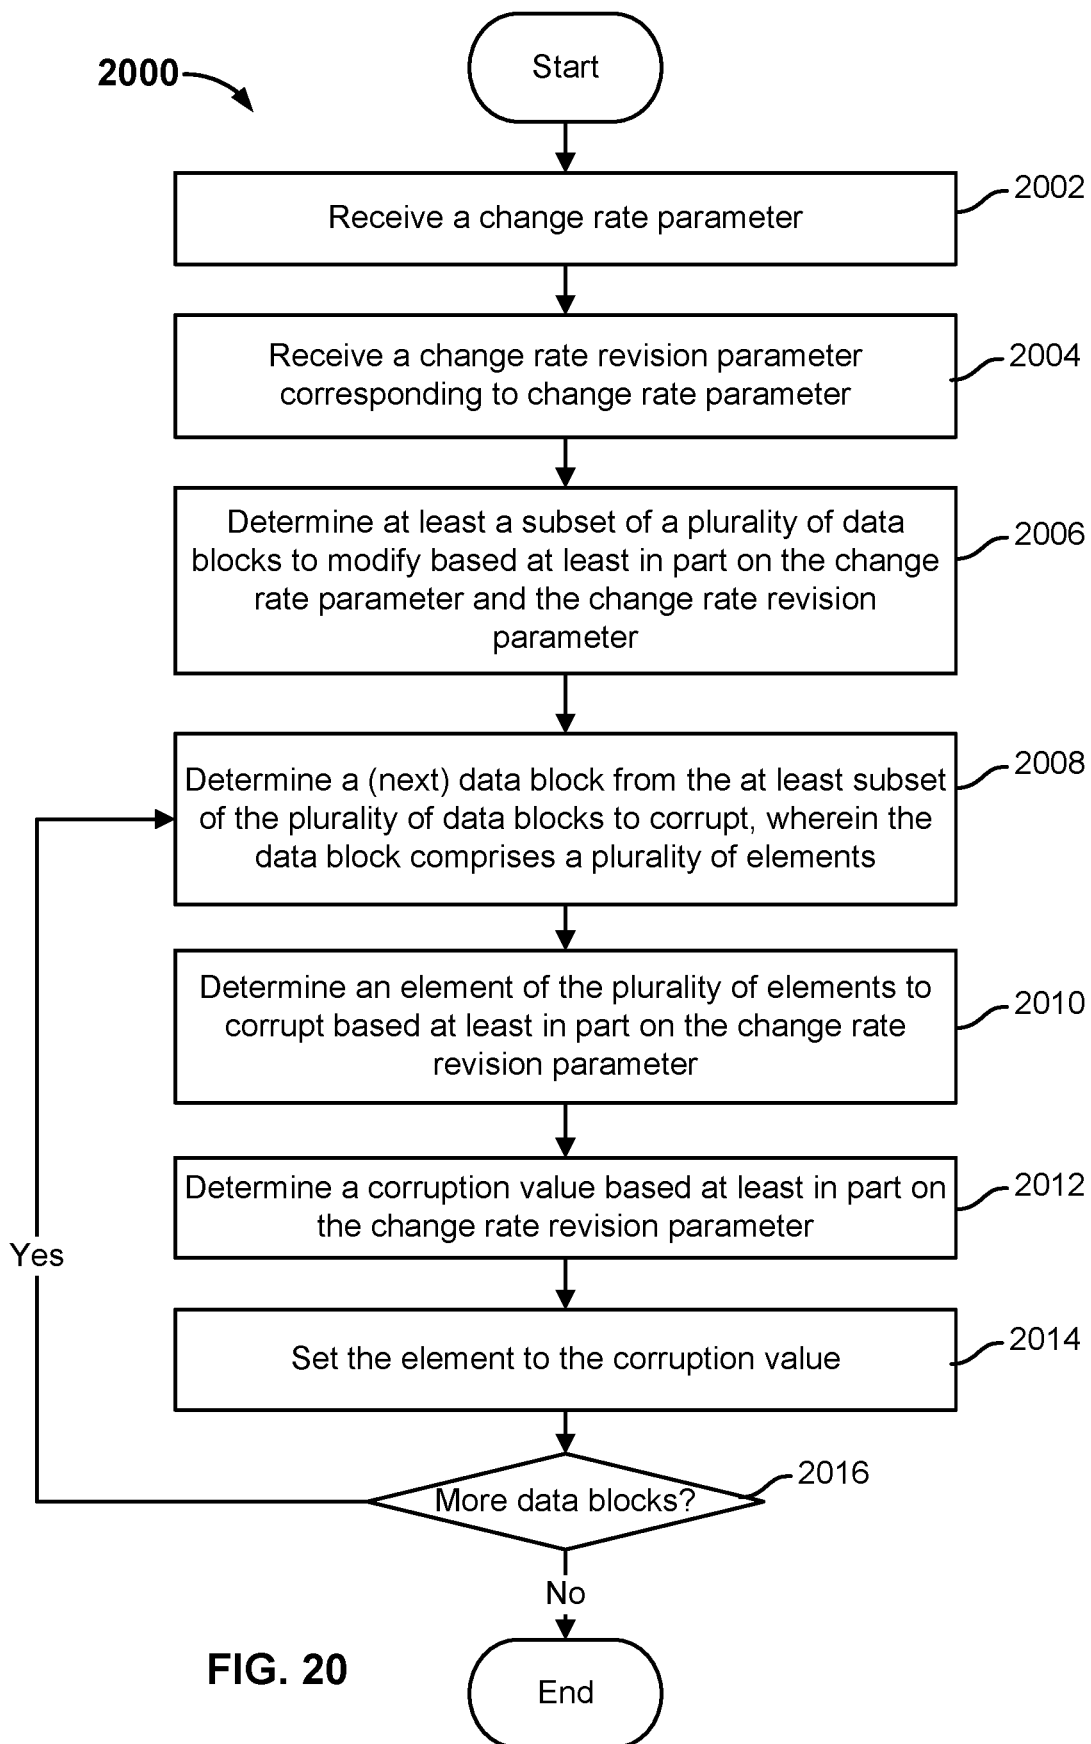 2000
Start
Receive a change rate parameter
2002
Receive a change rate revision parameter
corresponding to change rate parameter
2004
Determine at least a subset of a plurality of data
blocks to modify based at least in part on the change
rate parameter and the change rate revision
parameter
2006
Determine a (next) data block from the at least subset
of the plurality of data blocks to corrupt, wherein the
data block comprises a plurality of elements
2008
Determine an element of the plurality of elements to
corrupt based at least in part on the change rate
revision parameter
2010
Determine a corruption value based at least in part on
the change rate revision parameter
2012
Yes
Set the element to the corruption value
2014
More data blocks?
2016
No
End
FIG. 20